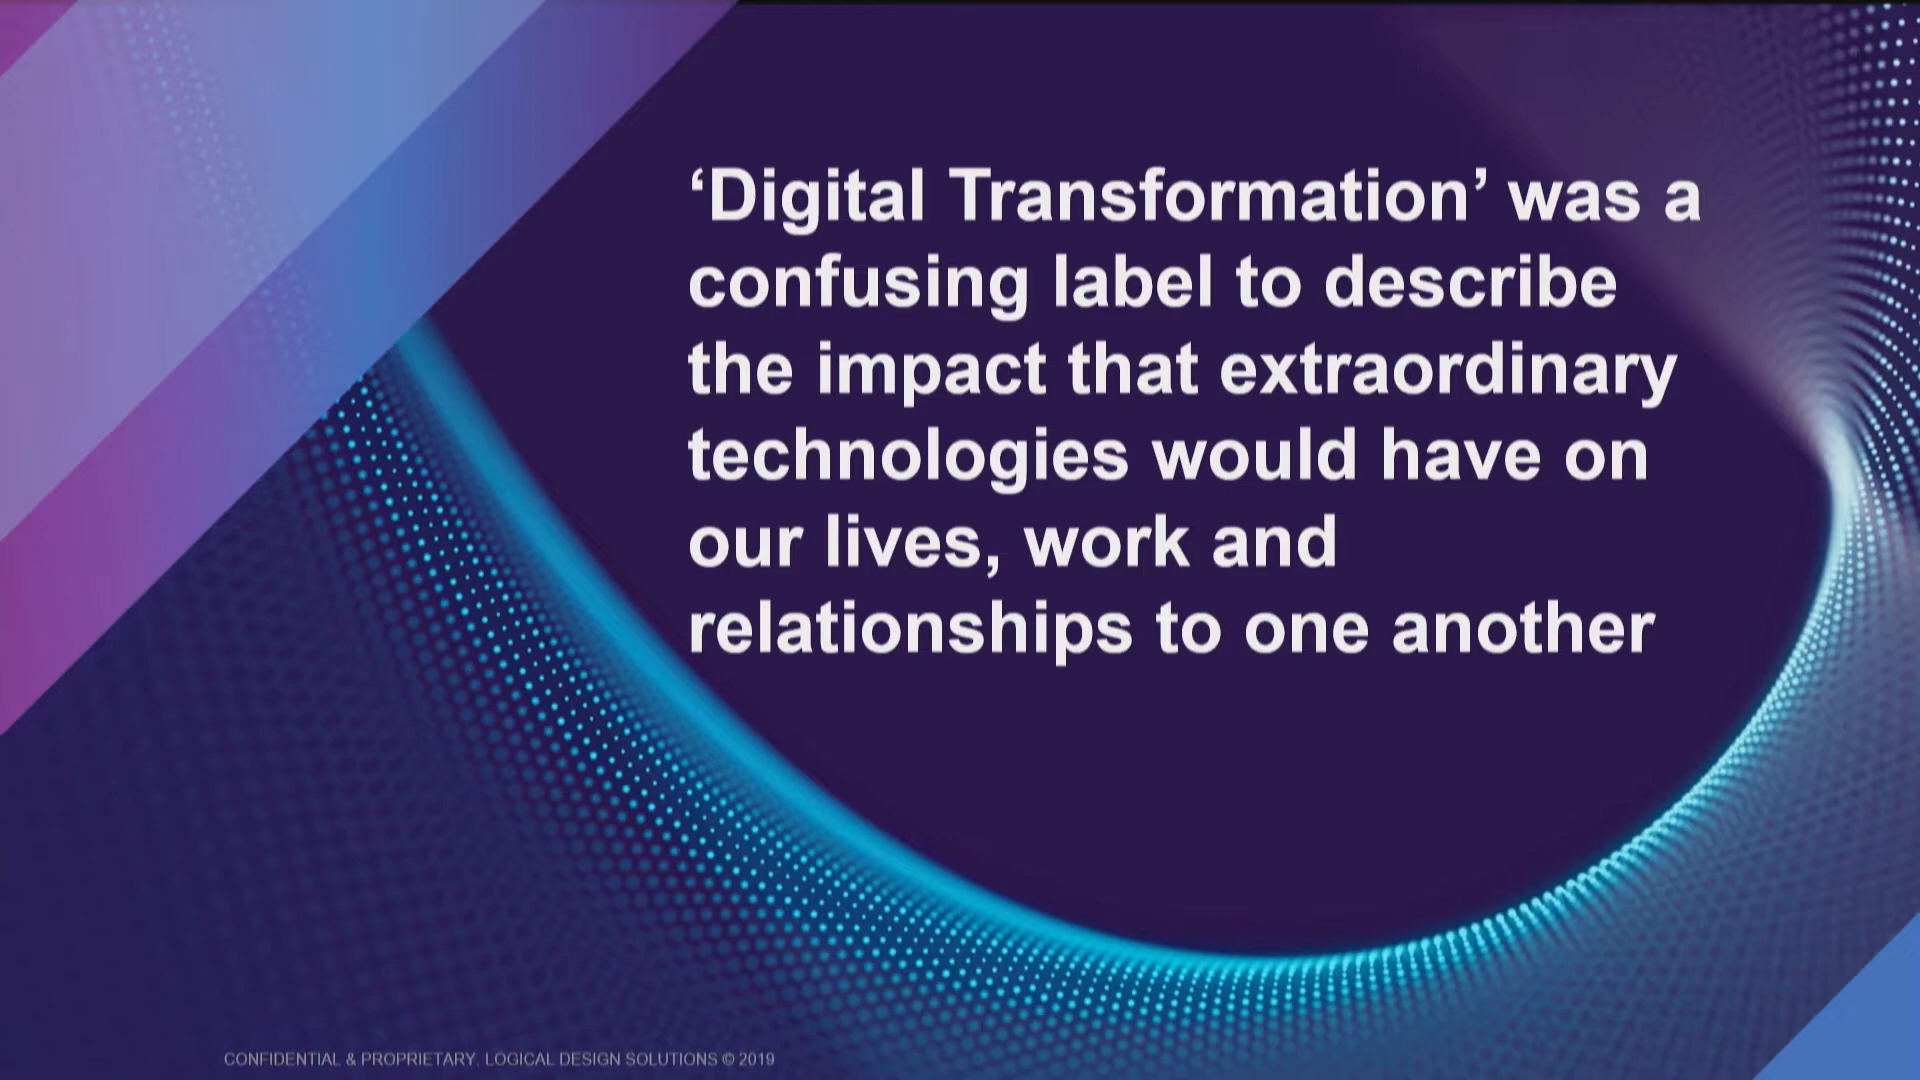 ‘Digital Transformation’ was a
confusing label to describe
the impact that extraordinary
technologies would have on
our lives, work and
relationships to one another
CONFIDENTIAL & PROPRIETARY. LOGICAL DESIGN SOLUTIONS © 2019